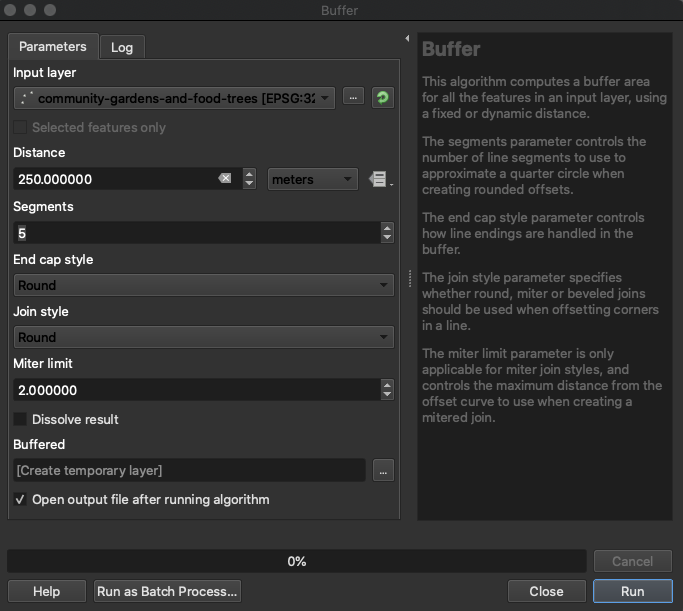 Buffer
Parameters
Log
Input layer
community-gardens-and-food-trees [EPSG:32
...
Selected features only
Distance
250.000000
meters
Segments
5
End cap style
Round
Join style
Round
Miter limit
2.000000
Dissolve result
Buffered
[Create temporary layer]
...
Open output file after running algorithm
Buffer
This algorithm computes a buffer area
for all the features in an input layer, using
a fixed or dynamic distance.
The segments parameter controls the
number of line segments to use to
approximate a quarter circle when
creating rounded offsets.
The end cap style parameter controls
how line endings are handled in the
buffer.
The join style parameter specifies
whether round, miter or beveled joins
should be used when offsetting corners
in a line.
The miter limit parameter is only
applicable for miter join styles, and
controls the maximum distance from the
offset curve to use when creating a
mitered join.
0%
Cancel
Help
Run as Batch Process...
Close
Run